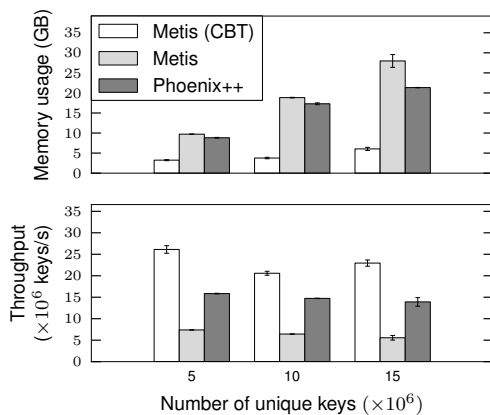 Metis (CBT)
Metis
Phoenix++
Memory usage (GB)
35
30
25
20
15
10
5
0
Throughput
(×10⁶ keys/s)
35
30
25
20
15
10
5
0
5 10 15
Number of unique keys (×10⁶)